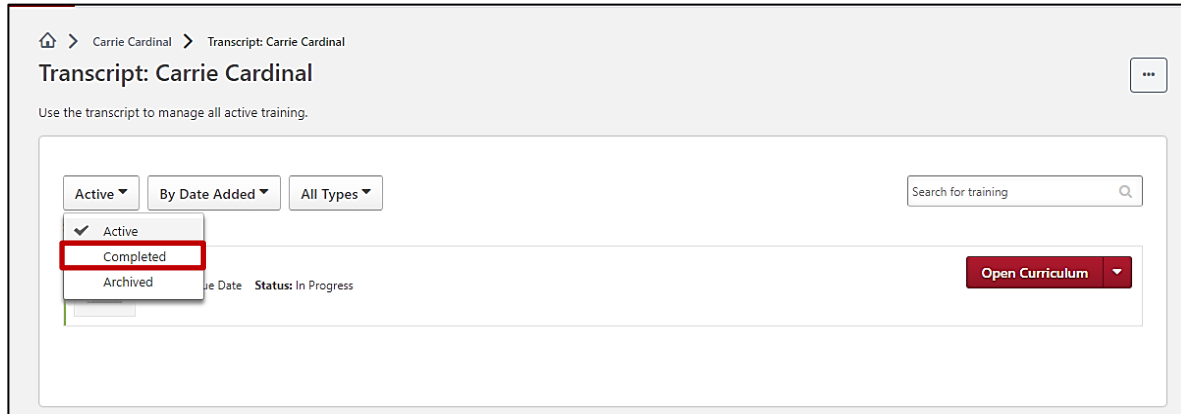 Carrie Cardinal Transcript: Carrie Cardinal
Transcript: Carrie Cardinal
...
Use the transcript to manage all active training.
Active By Date Added All Types Search for training
Active
Completed
Archived
Date Status: In Progress
Open Curriculum